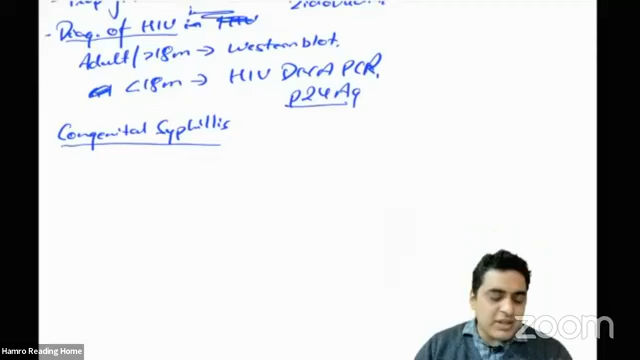 - Diag. of HIV in
Adult/>18m → Western blot.
<18m → HIV DNA PCR,
p24 Ag
Congenital Syphillis
zoom
Hamro Reading Home